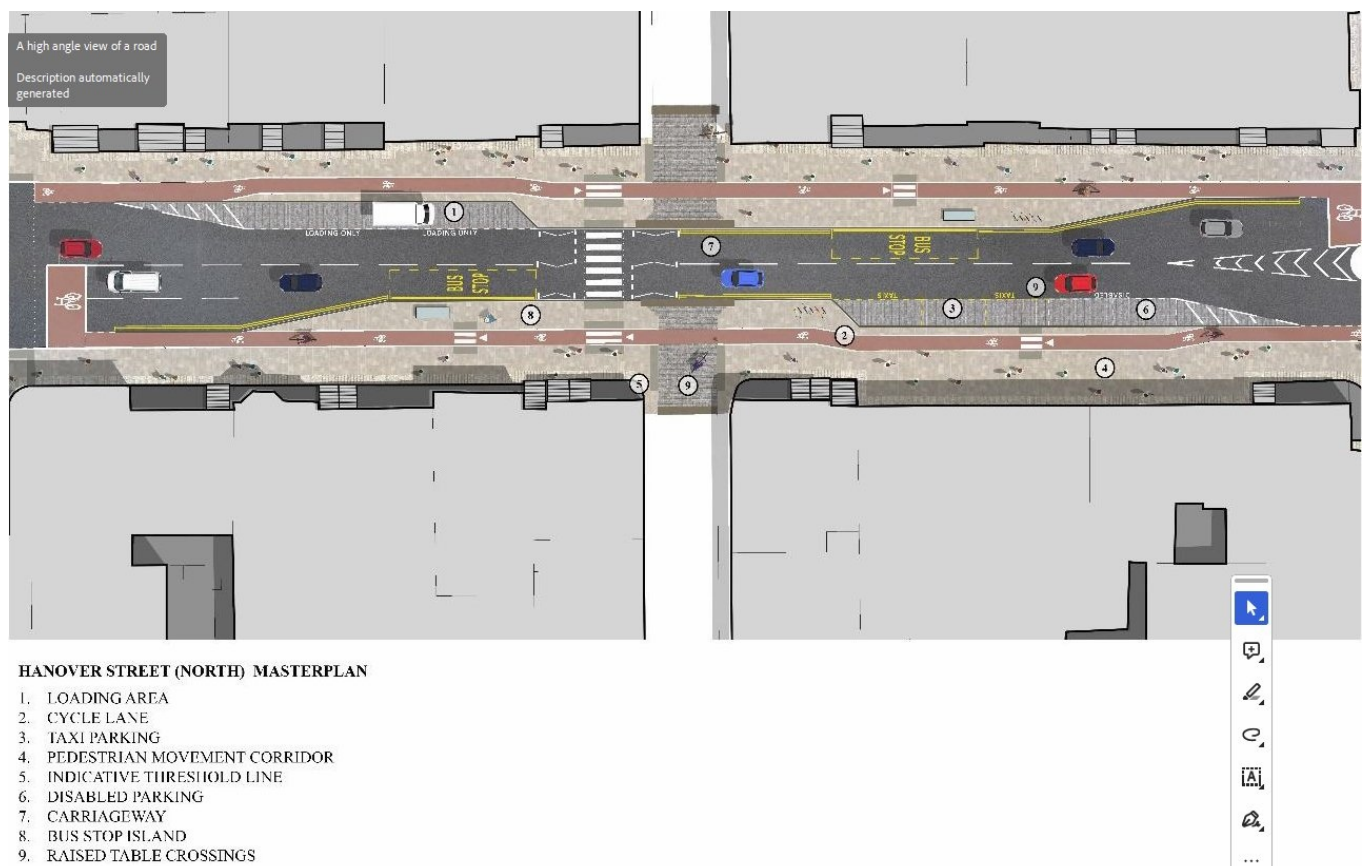 A high angle view of a road
Description automatically
generated
1
LOADING ONLY
LOADING ONLY
BUS
STOP
7
BUS
STOP
TAXIS
TAXIS
9
DISABLED
3
6
8
2
4
5
9
HANOVER STREET (NORTH) MASTERPLAN
1. LOADING AREA
2. CYCLE LANE
3. TAXI PARKING
4. PEDESTRIAN MOVEMENT CORRIDOR
5. INDICATIVE THRESHOLD LINE
6. DISABLED PARKING
7. CARRIAGEWAY
8. BUS STOP ISLAND
9. RAISED TABLE CROSSINGS